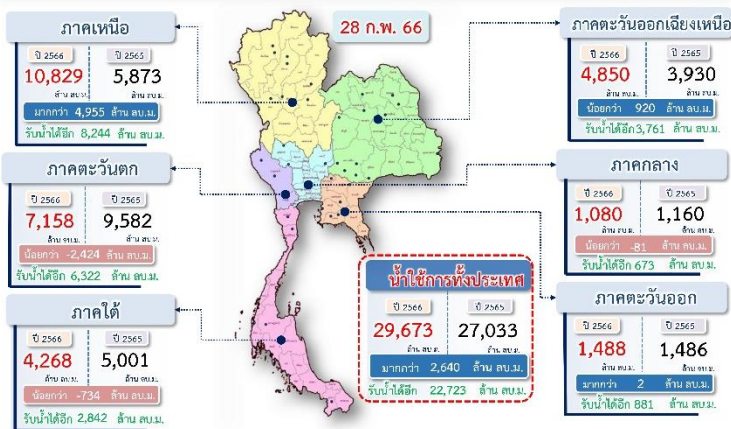 28 ก.พ. 66
ภาคเหนือ
ปี 2566 ปี 2565
10,829 5,873
ล้าน ลบ.ม. ล้าน ลบ.ม.
มากกว่า 4,955 ล้าน ลบ.ม.
รับน้ำได้อีก 8,244 ล้าน ลบ.ม.
ภาคตะวันตก
ปี 2566 ปี 2565
7,158 9,582
ล้าน ลบ.ม. ล้าน ลบ.ม.
น้อยกว่า -2,424 ล้าน ลบ.ม.
รับน้ำได้อีก 6,322 ล้าน ลบ.ม.
ภาคใต้
ปี 2566 ปี 2565
4,268 5,001
ล้าน ลบ.ม. ล้าน ลบ.ม.
น้อยกว่า -734 ล้าน ลบ.ม.
รับน้ำได้อีก 2,842 ล้าน ลบ.ม.
น้ำใช้การทั้งประเทศ
ปี 2566 ปี 2565
29,673 27,033
ล้าน ลบ.ม. ล้าน ลบ.ม.
มากกว่า 2,640 ล้าน ลบ.ม.
รับน้ำได้อีก 22,723 ล้าน ลบ.ม.
ภาคตะวันออกเฉียงเหนือ
ปี 2566 ปี 2565
4,850 3,930
ล้าน ลบ.ม. ล้าน ลบ.ม.
น้อยกว่า 920 ล้าน ลบ.ม.
รับน้ำได้อีก 3,761 ล้าน ลบ.ม.
ภาคกลาง
ปี 2566 ปี 2565
1,080 1,160
ล้าน ลบ.ม. ล้าน ลบ.ม.
น้อยกว่า -81 ล้าน ลบ.ม.
รับน้ำได้อีก 673 ล้าน ลบ.ม.
ภาคตะวันออก
ปี 2566 ปี 2565
1,488 1,486
ล้าน ลบ.ม. ล้าน ลบ.ม.
มากกว่า 2 ล้าน ลบ.ม.
รับน้ำได้อีก 881 ล้าน ลบ.ม.